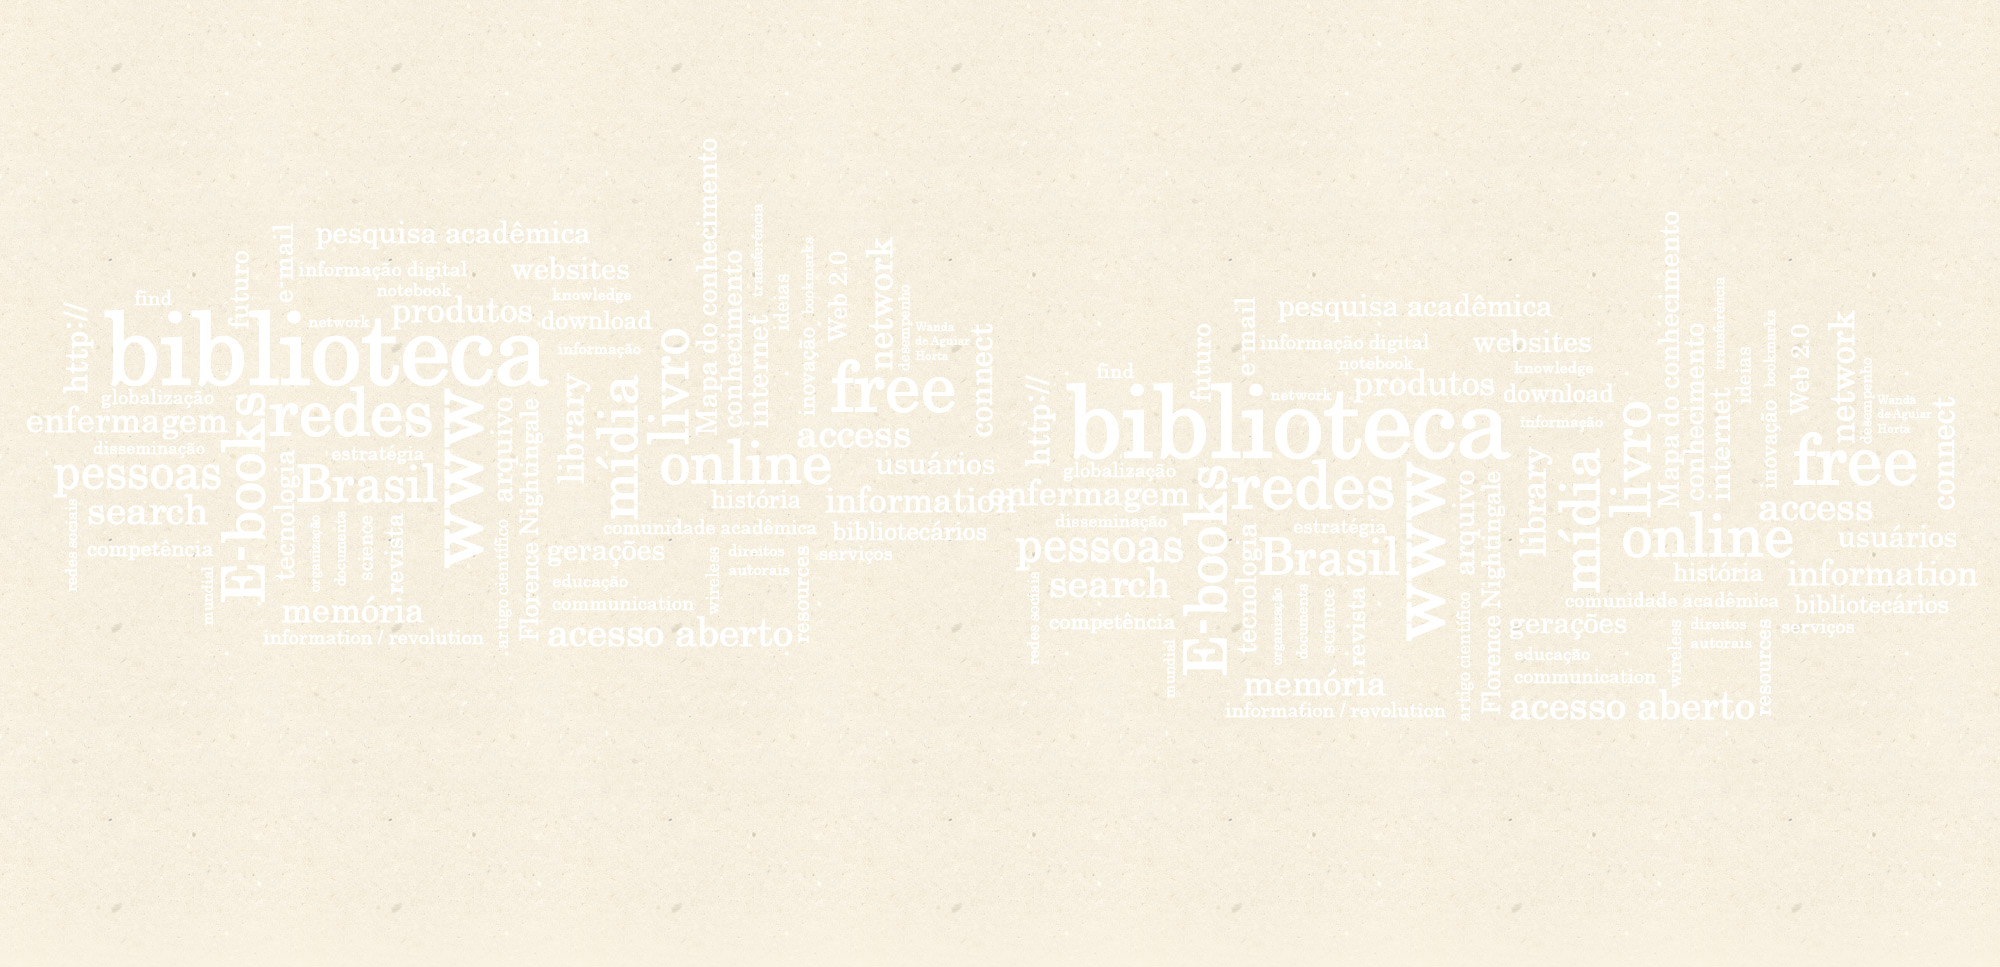 Mapa do conhecimento
transferência
pesquisa acadêmica
e-mail
futuro
informação digital
websites
notebook
knowledge
find
http://
produtos
download
network
biblioteca
informação
conhecimento
internet
ideias
bookmarks
inovação
Web 2.0
network
desempenho
Wanda
de Aguiar
Horta
connect
livro
library
mídia
free
globalização
enfermagem
redes
www
arquivo
Florence Nightingale
access
disseminação
estratégia
pessoas
E-books
tecnologia
Brasil
online
usuários
search
história
information
redes sociais
competência
organização
documents
science
revista
artigo científico
comunidade acadêmica
bibliotecários
gerações
direitos
autorais
serviços
mundial
educação
wireless
resources
memória
communication
information / revolution
acesso aberto
Mapa do conhecimento
transferência
pesquisa acadêmica
e-mail
futuro
informação digital
websites
notebook
knowledge
find
http://
produtos
download
network
biblioteca
informação
conhecimento
internet
ideias
bookmarks
inovação
Web 2.0
network
desempenho
Wanda
de Aguiar
Horta
connect
livro
library
mídia
free
globalização
enfermagem
redes
www
arquivo
Florence Nightingale
access
disseminação
estratégia
pessoas
E-books
tecnologia
Brasil
online
usuários
search
história
information
redes sociais
competência
organização
documents
science
revista
artigo científico
comunidade acadêmica
bibliotecários
gerações
direitos
autorais
serviços
mundial
educação
wireless
resources
memória
communication
information / revolution
acesso aberto